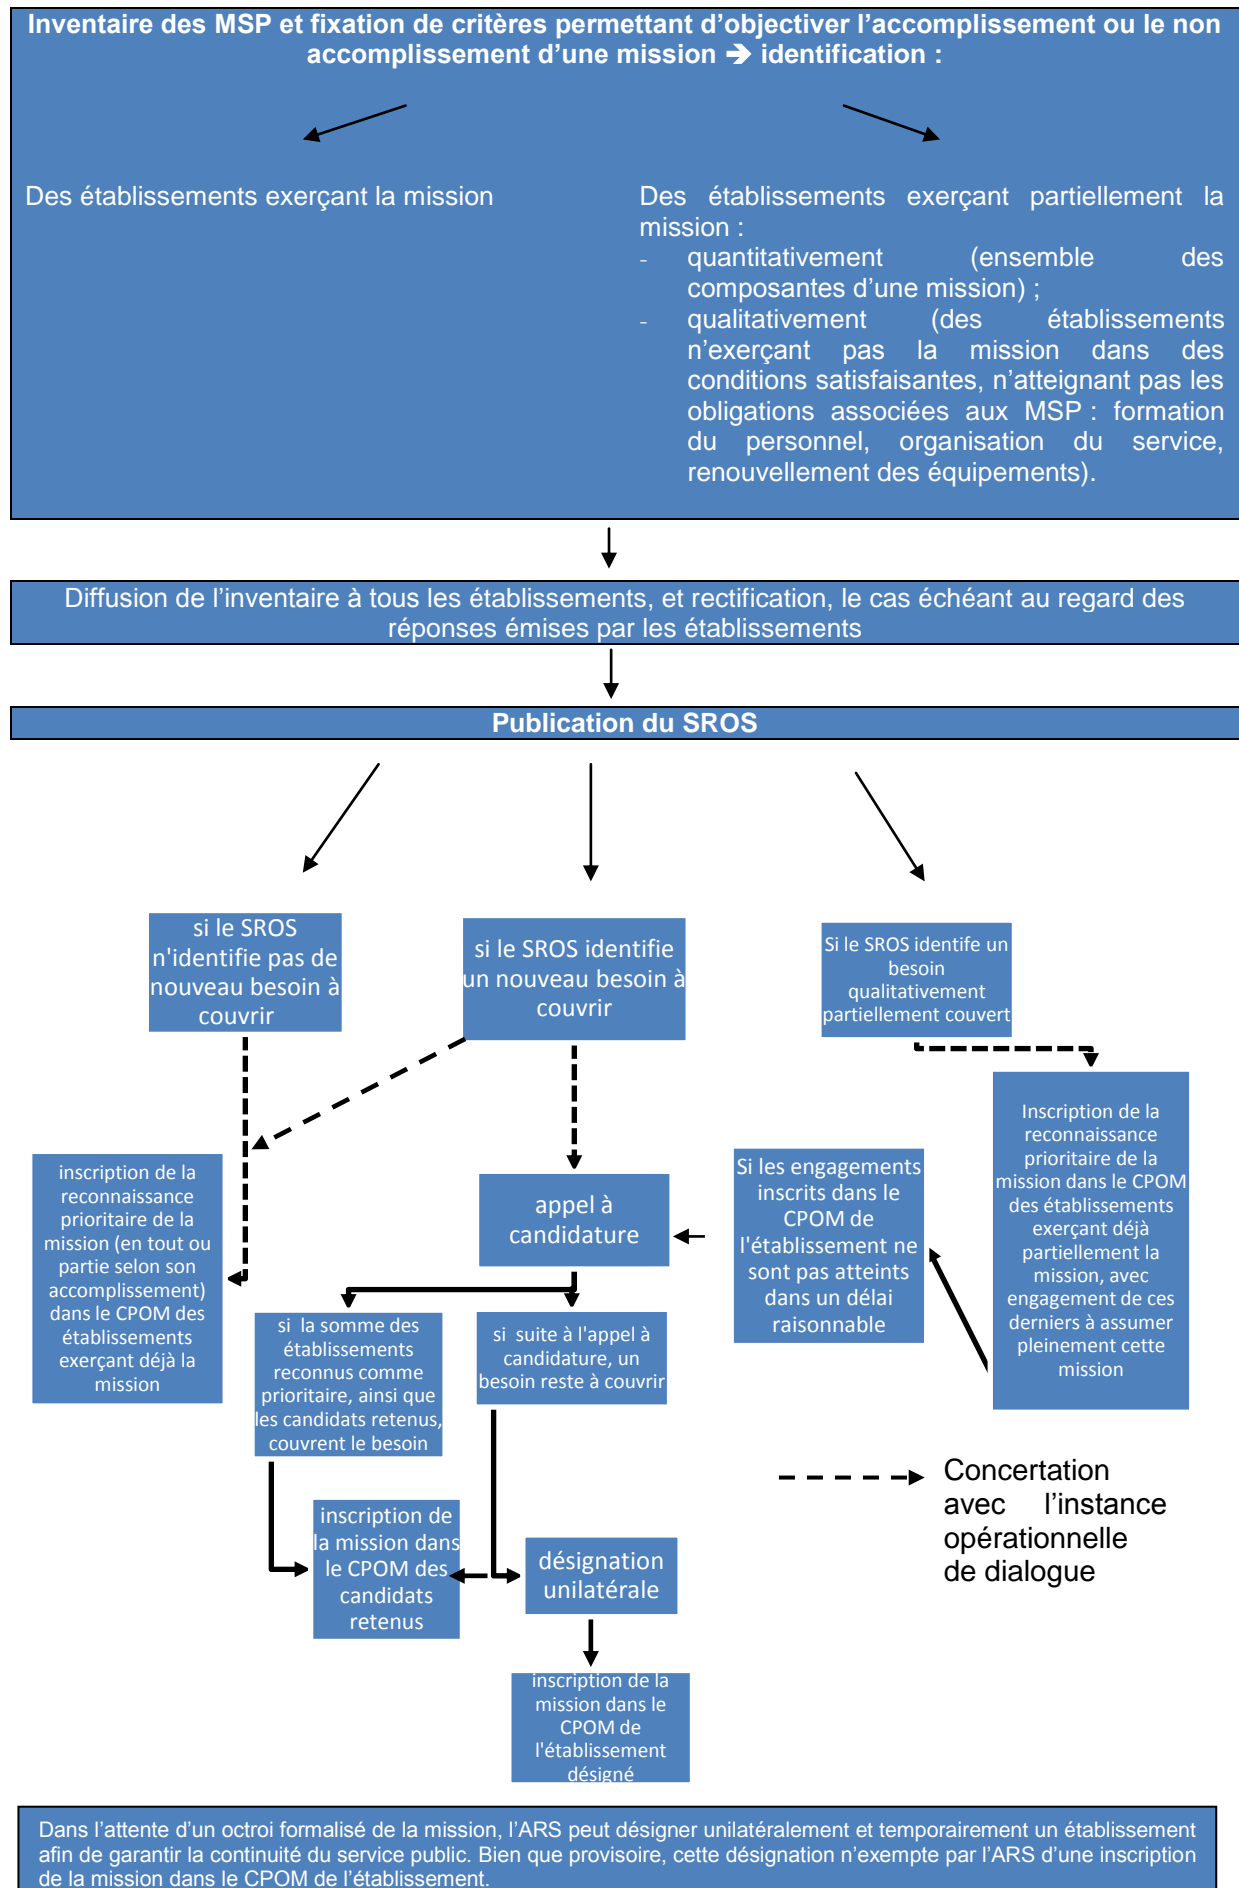 Inventaire des MSP et fixation de critères permettant d’objectiver l’accomplissement ou le non
accomplissement d’une mission ➔ identification :
Des établissements exerçant la mission
Des établissements exerçant partiellement la
mission :
- quantitativement (ensemble des
composantes d’une mission) ;
- qualitativement (des établissements
n’exerçant pas la mission dans des
conditions satisfaisantes, n’atteignant pas les
obligations associées aux MSP : formation
du personnel, organisation du service,
renouvellement des équipements).
Diffusion de l’inventaire à tous les établissements, et rectification, le cas échéant au regard des
réponses émises par les établissements
Publication du SROS
si le SROS
n'identifie pas de
nouveau besoin à
couvrir
si le SROS identifie
un nouveau besoin à
couvrir
Si le SROS identife un
besoin
qualitativement
partiellement couvert
inscription de la
reconnaissance
prioritaire de la
mission (en tout ou
partie selon son
accomplissement)
dans le CPOM des
établissements
exerçant déjà la
mission
appel à
candidature
Si les engagements
inscrits dans le
CPOM de
l'établissement ne
sont pas atteints
dans un délai
raisonnable
Inscription de la
reconnaissance
prioritaire de la
mission dans le CPOM
des établissements
exerçant déjà
partiellement la
mission, avec
engagement de ces
derniers à assumer
pleinement cette
mission
si la somme des
établissements
reconnus comme
prioritaire, ainsi que
les candidats retenus,
couvrent le besoin
si suite à l'appel à
candidature, un
besoin reste à couvrir
inscription de
la mission dans
le CPOM des
candidats
retenus
désignation
unilatérale
inscription de la
mission dans le
CPOM de
l'établissement
désigné
Concertation
avec l’instance
opérationnelle
de dialogue
Dans l’attente d’un octroi formalisé de la mission, l’ARS peut désigner unilatéralement et temporairement un établissement
afin de garantir la continuité du service public. Bien que provisoire, cette désignation n’exempte par l’ARS d’une inscription
de la mission dans le CPOM de l’établissement.